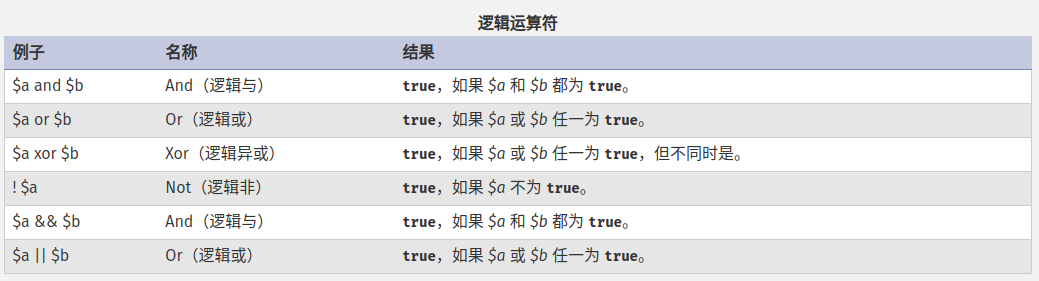 逻辑运算符
例子 名称 结果
$a and $b And（逻辑与） true，如果 $a 和 $b 都为 true。
$a or $b Or（逻辑或） true，如果 $a 或 $b 任一为 true。
$a xor $b Xor（逻辑异或） true，如果 $a 或 $b 任一为 true，但不同时是。
! $a Not（逻辑非） true，如果 $a 不为 true。
$a && $b And（逻辑与） true，如果 $a 和 $b 都为 true。
$a || $b Or（逻辑或） true，如果 $a 或 $b 任一为 true。